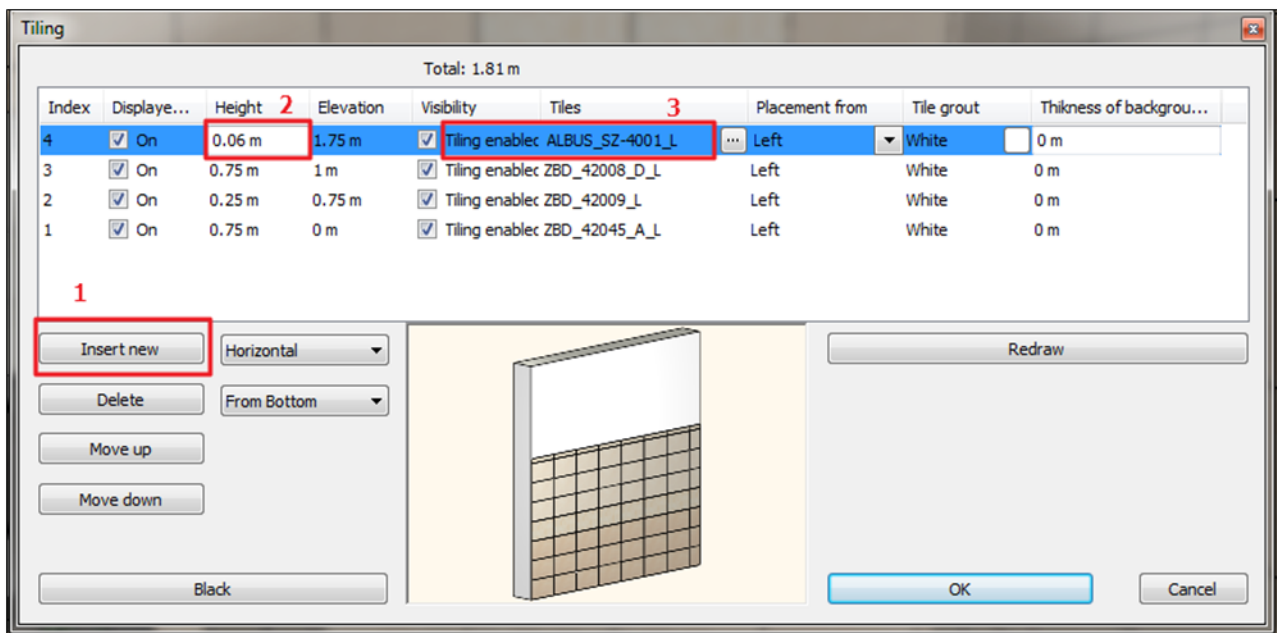 Tiling
Total: 1.81 m
Index Displaye... Height 2 Elevation Visibility Tiles 3 Placement from Tile grout Thikness of backgrou...
4 On 0.06 m 1.75 m Tiling enabled ALBUS_SZ-4001_L ... Left White 0 m
3 On 0.75 m 1 m Tiling enabled ZBD_42008_D_L Left White 0 m
2 On 0.25 m 0.75 m Tiling enabled ZBD_42009_L Left White 0 m
1 On 0.75 m 0 m Tiling enabled ZBD_42045_A_L Left White 0 m
1
Insert new Horizontal Redraw
Delete From Bottom
Move up
Move down
Black OK Cancel